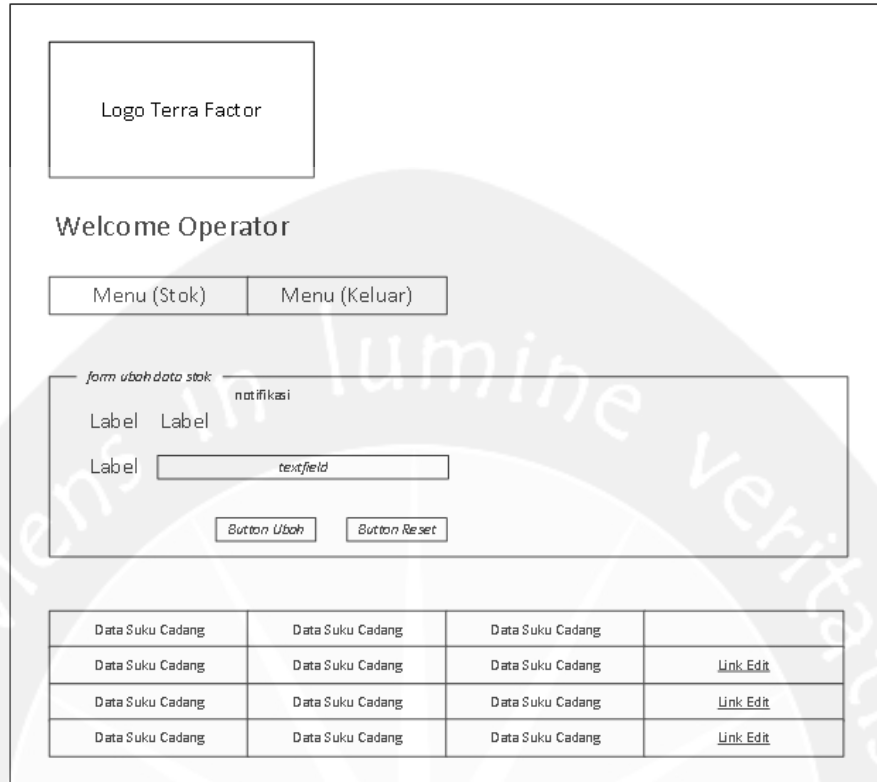 Logo Terra Factor
Welcome Operator
Menu (Stok) Menu (Keluar)
form ubah data stok
notifikasi
Label Label
Label textfield
Button Ubah Button Reset
Data Suku Cadang Data Suku Cadang Data Suku Cadang
Data Suku Cadang Data Suku Cadang Data Suku Cadang Link Edit
Data Suku Cadang Data Suku Cadang Data Suku Cadang Link Edit
Data Suku Cadang Data Suku Cadang Data Suku Cadang Link Edit
in lumine